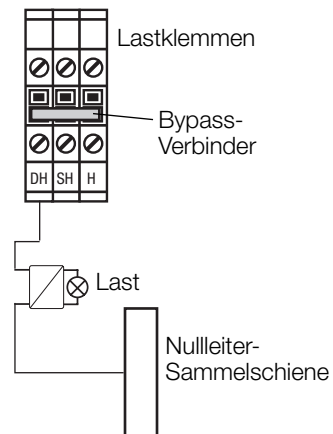 Lastklemmen
Bypass-
Verbinder
DH SH H
Last
Nullleiter-
Sammelschiene